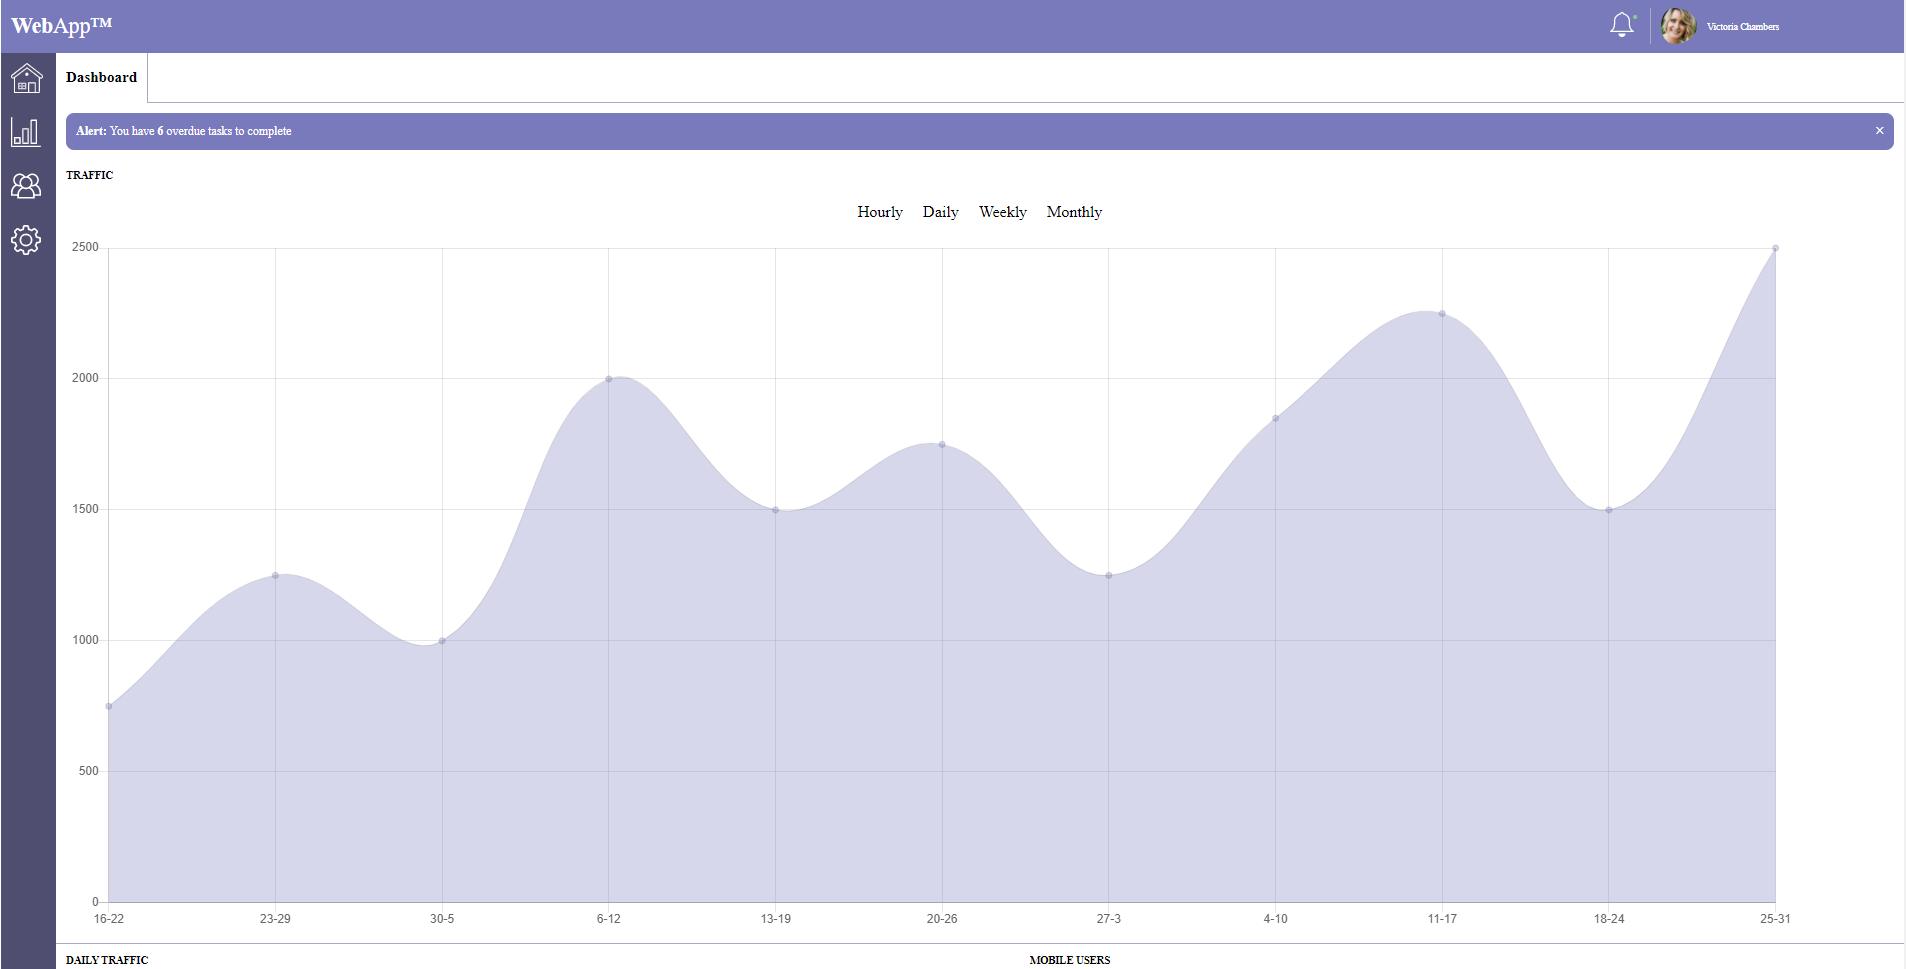 WebApp™
Victoria Chambers
Dashboard
Alert: You have 6 overdue tasks to complete ×
TRAFFIC
Hourly Daily Weekly Monthly
2500
2000
1500
1000
500
0
16-22 23-29 30-5 6-12 13-19 20-26 27-3 4-10 11-17 18-24 25-31
DAILY TRAFFIC MOBILE USERS